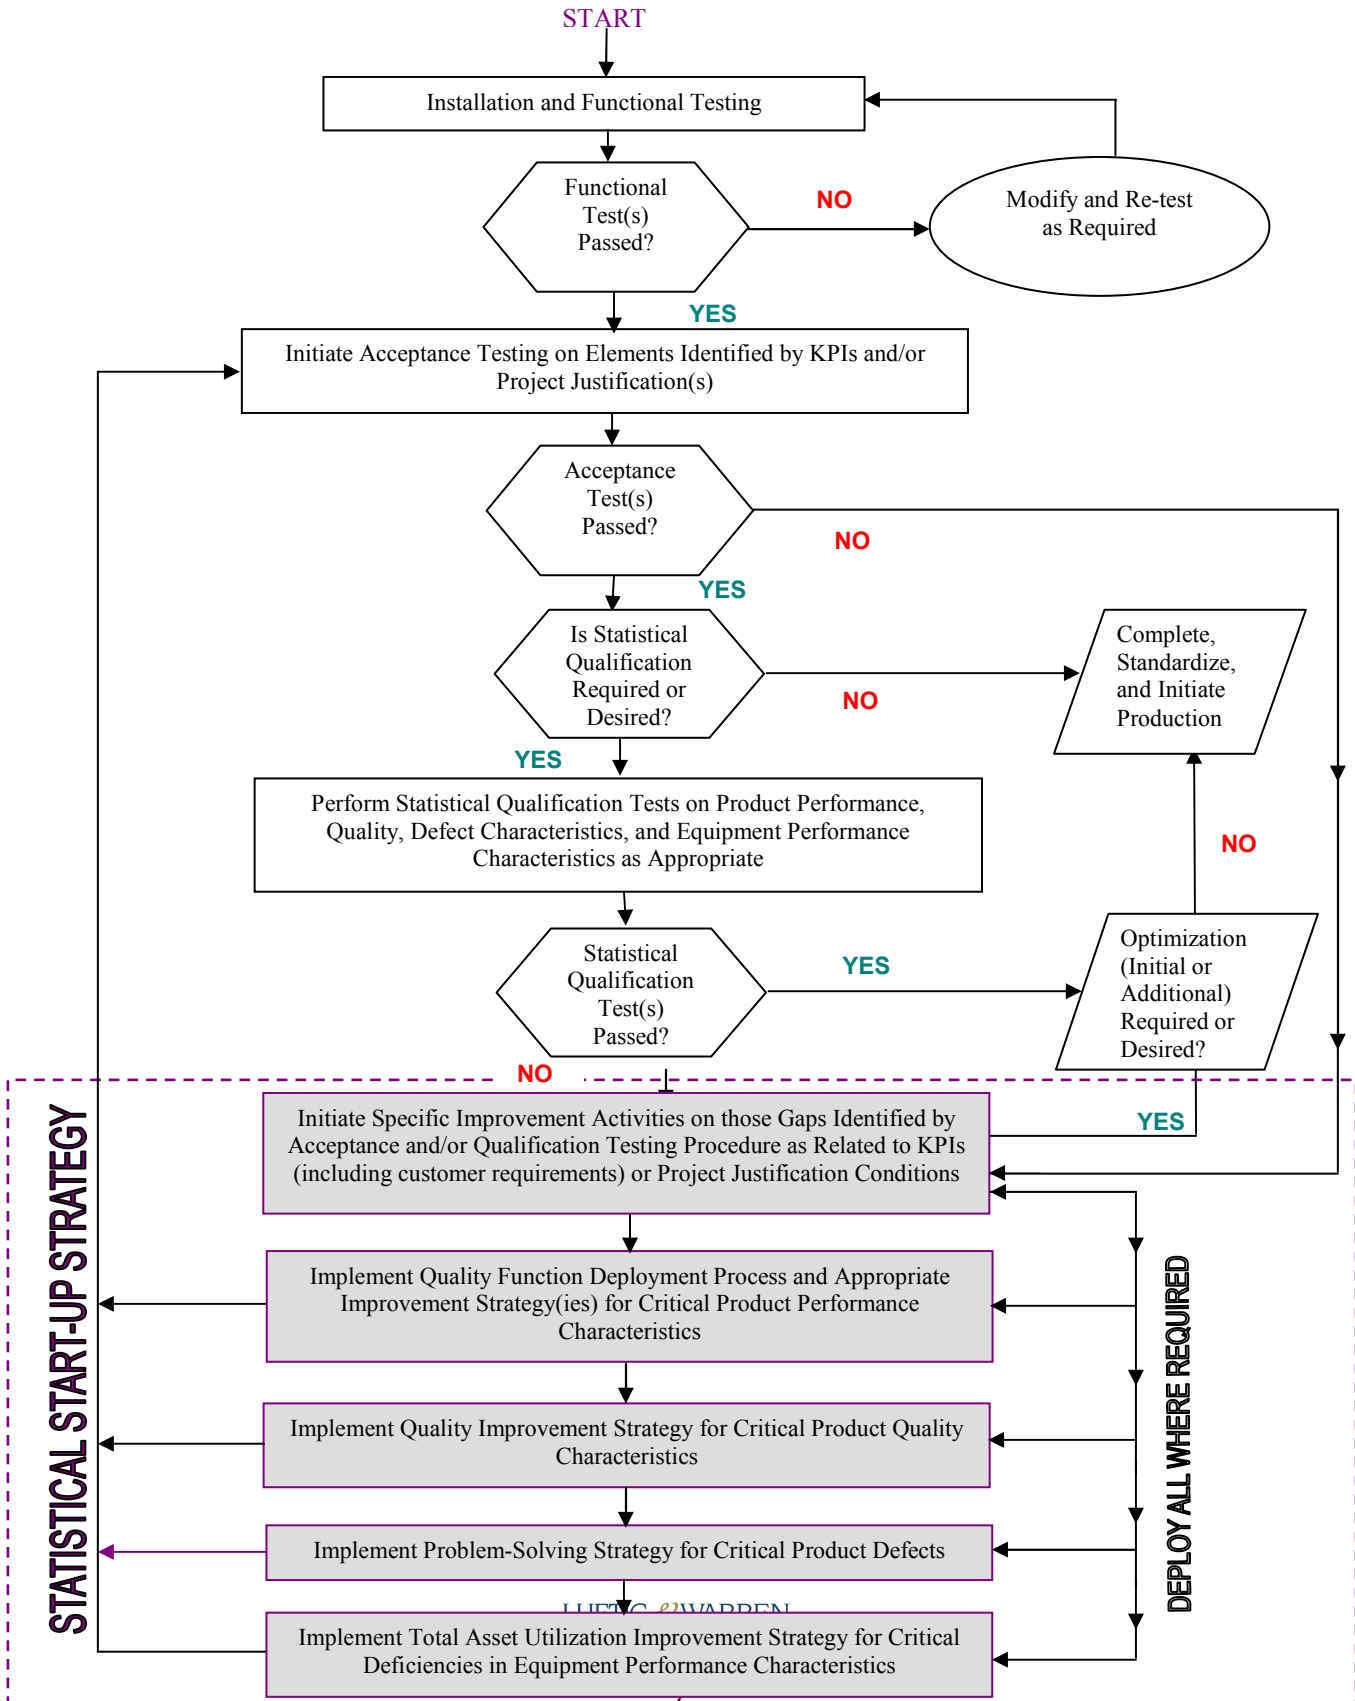 START
Installation and Functional Testing
Functional
Test(s)
Passed?
NO
Modify and Re-test
as Required
YES
Initiate Acceptance Testing on Elements Identified by KPIs and/or
Project Justification(s)
Acceptance
Test(s)
Passed?
NO
YES
Is Statistical
Qualification
Required or
Desired?
NO
Complete,
Standardize,
and Initiate
Production
YES
Perform Statistical Qualification Tests on Product Performance,
Quality, Defect Characteristics, and Equipment Performance
Characteristics as Appropriate
NO
Statistical
Qualification
Test(s)
Passed?
YES
Optimization
(Initial or
Additional)
Required or
Desired?
NO
YES
STATISTICAL START-UP STRATEGY
Initiate Specific Improvement Activities on those Gaps Identified by
Acceptance and/or Qualification Testing Procedure as Related to KPIs
(including customer requirements) or Project Justification Conditions
Implement Quality Function Deployment Process and Appropriate
Improvement Strategy(ies) for Critical Product Performance
Characteristics
DEPLOY ALL WHERE REQUIRED
Implement Quality Improvement Strategy for Critical Product Quality
Characteristics
Implement Problem-Solving Strategy for Critical Product Defects
Implement Total Asset Utilization Improvement Strategy for Critical
Deficiencies in Equipment Performance Characteristics